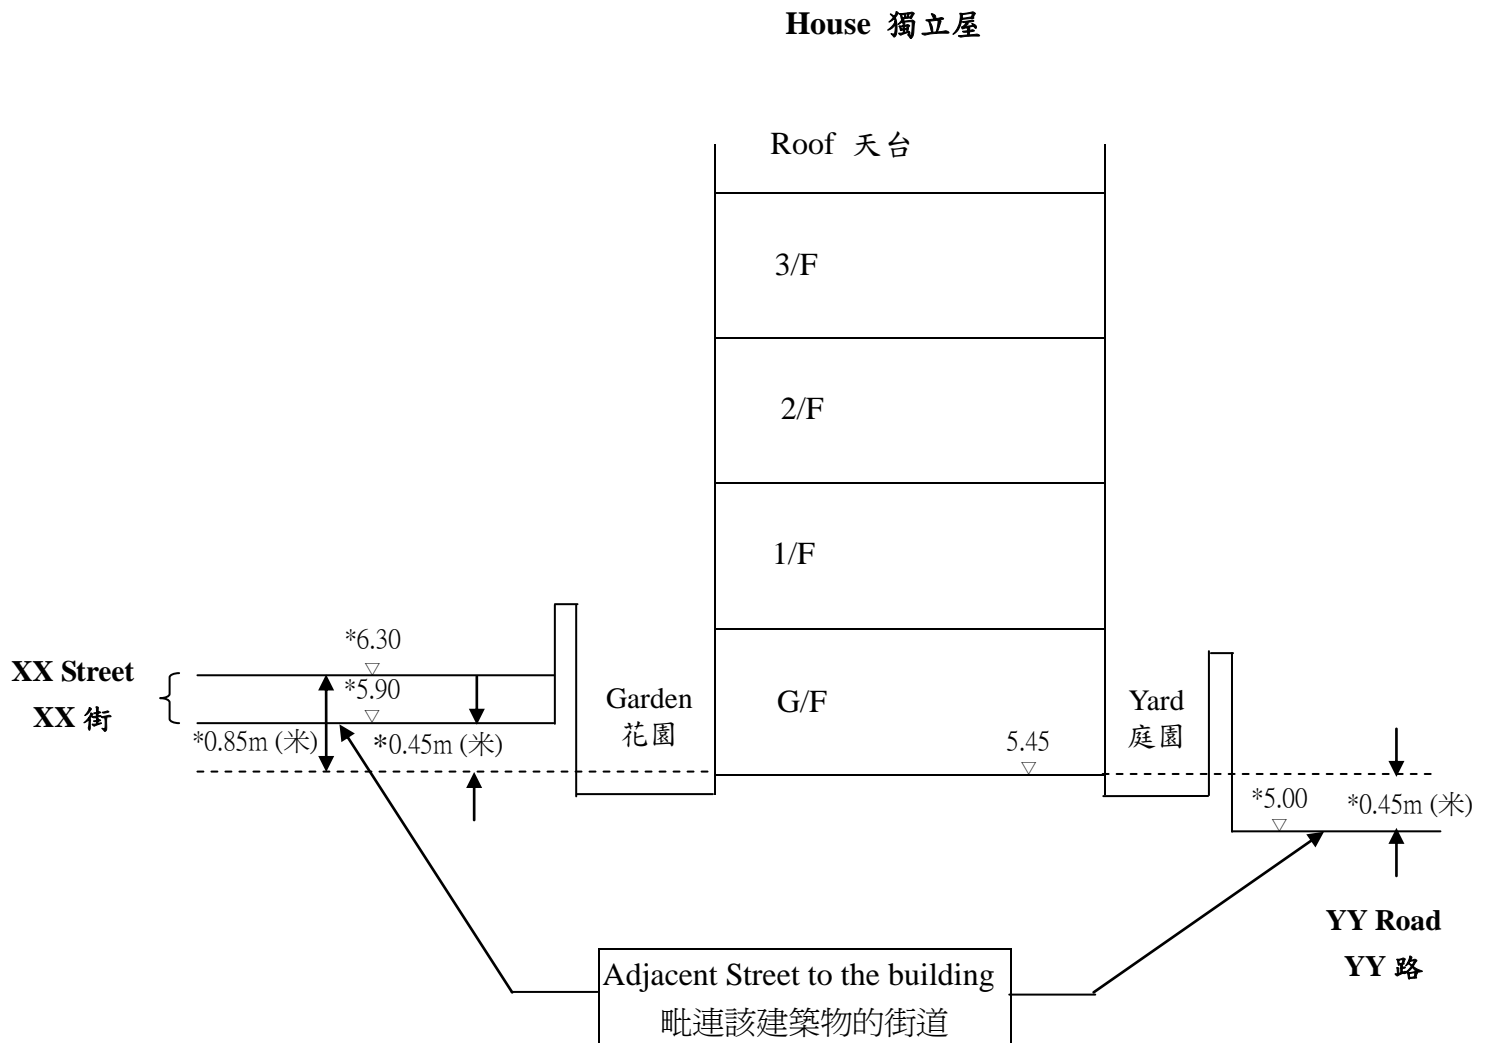 House 獨立屋
Roof 天台
3/F
2/F
1/F
*6.30
XX Street
XX 街
*5.90
*0.85m (米)
*0.45m (米)
Garden
花園
G/F
5.45
▽
Yard
庭園
*5.00
*0.45m (米)
YY Road
YY 路
Adjacent Street to the building
毗連該建築物的街道